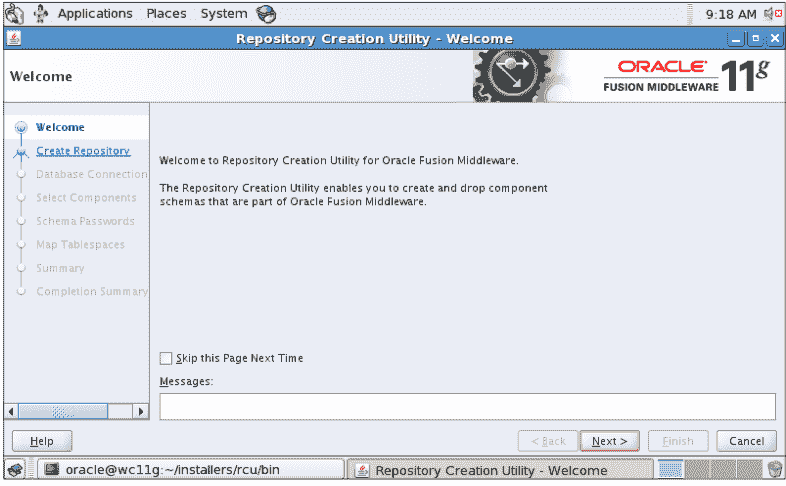 Applications Places System 9:18 AM
Repository Creation Utility - Welcome
Welcome
ORACLE
FUSION MIDDLEWARE 11g
Welcome
Create Repository
Database Connection
Select Components
Schema Passwords
Map Tablespaces
Summary
Completion Summary
Welcome to Repository Creation Utility for Oracle Fusion Middleware.
The Repository Creation Utility enables you to create and drop component
schemas that are part of Oracle Fusion Middleware.
Skip this Page Next Time
Messages:
Help < Back Next > Finish Cancel
oracle@wc11g:~/installers/rcu/bin Repository Creation Utility - Welcome